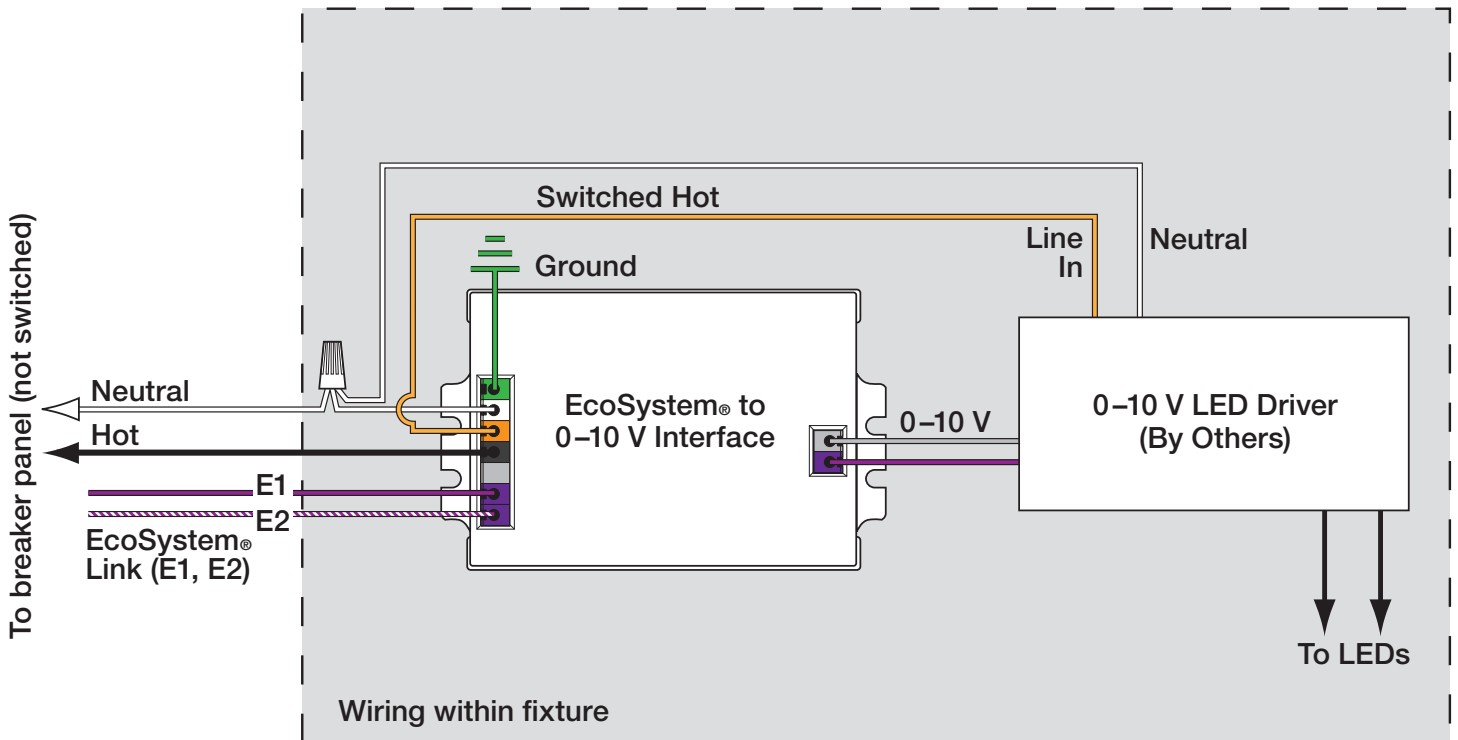 To breaker panel (not switched)
Switched Hot
Line
In
Neutral
Ground
Neutral
Hot
EcoSystem® to
0–10 V Interface
0–10 V
0–10 V LED Driver
(By Others)
E1
E2
EcoSystem®
Link (E1, E2)
To LEDs
Wiring within fixture